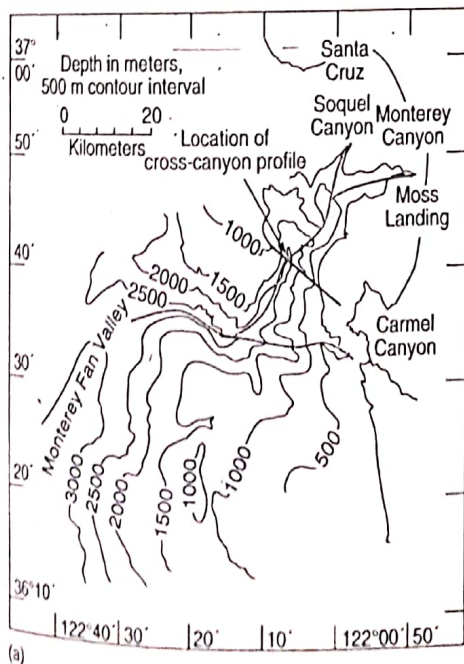 37°
00′
Depth in meters,
500 m contour interval
0 20
Kilometers
Santa
Cruz
Soquel
Canyon
Monterey
Canyon
Location of
cross-canyon profile
Moss
Landing
50′
40′
30′
20′
36°10′
1000
1500
2000
2500
Carmel
Canyon
Monterey Fan Valley
3000
2500
2000
1500
1000
1000
500
122°40′ 30′ 20′ 10′ 122°00′ 50′
(a)